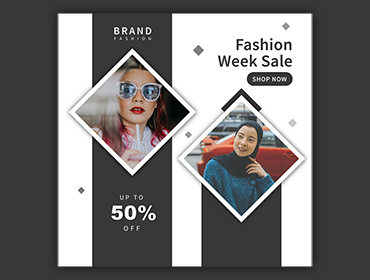 BRAND
FASHION
Fashion
Week Sale
SHOP NOW
UP TO
50%
OFF